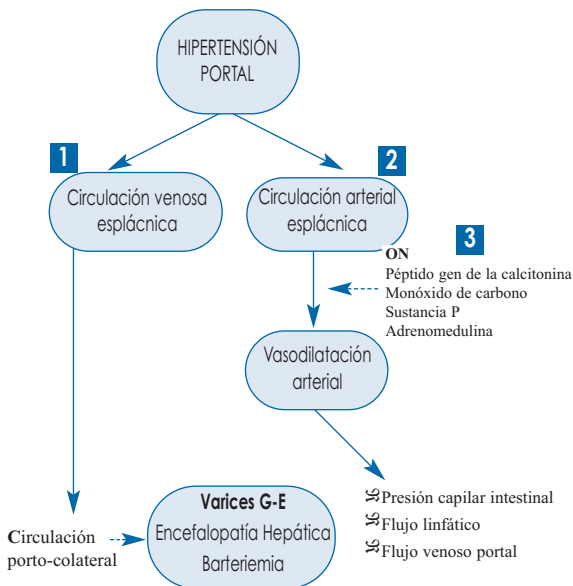 HIPERTENSIÓN
PORTAL
1
Circulación venosa
esplácnica
2
Circulación arterial
esplácnica
3
ON
Péptido gen de la calcitonina
Monóxido de carbono
Sustancia P
Adrenomedulina
Vasodilatación
arterial
Presión capilar intestinal
Flujo linfático
Flujo venoso portal
Circulación
porto-colateral
Varices G-E
Encefalopatía Hepática
Barteriemia